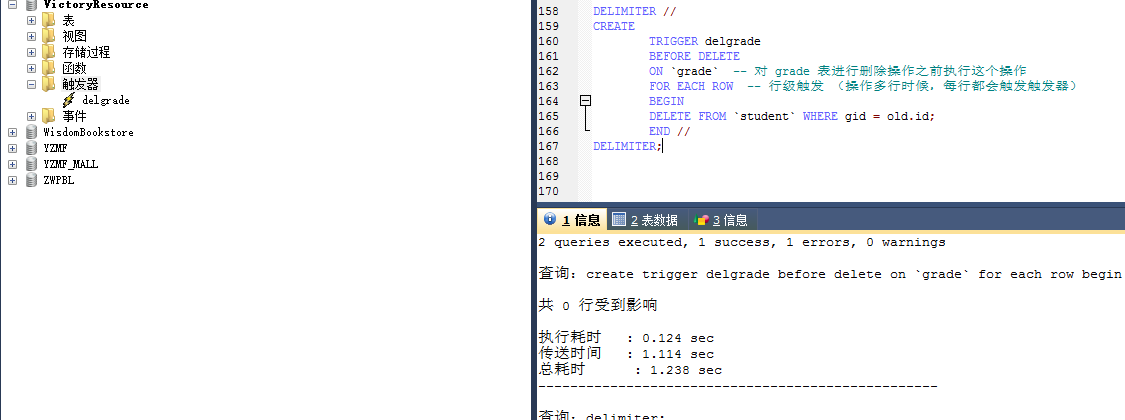 VictoryResource
表
视图
存储过程
函数
触发器
delgrade
事件
WisdomBookstore
YZMF
YZMF_MALL
ZWPBL
158 DELIMITER //
159 CREATE
160 TRIGGER delgrade
161 BEFORE DELETE
162 ON `grade` -- 对 grade 表进行删除操作之前执行这个操作
163 FOR EACH ROW -- 行级触发 （操作多行时候，每行都会触发触发器）
164 BEGIN
165 DELETE FROM `student` WHERE gid = old.id;
166 END //
167 DELIMITER;
168
169
170
1 信息 2 表数据 3 信息
2 queries executed, 1 success, 1 errors, 0 warnings
查询：create trigger delgrade before delete on `grade` for each row begin
共 0 行受到影响
执行耗时 : 0.124 sec
传送时间 : 1.114 sec
总耗时 : 1.238 sec
--------------------------------------------------
查询：delimiter;